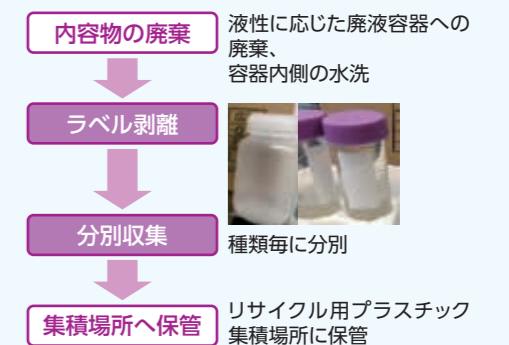 内容物の廃棄
液性に応じた廃液容器への
廃棄、
容器内側の水洗
ラベル剥離
分別収集
種類毎に分別
集積場所へ保管
リサイクル用プラスチック
集積場所に保管